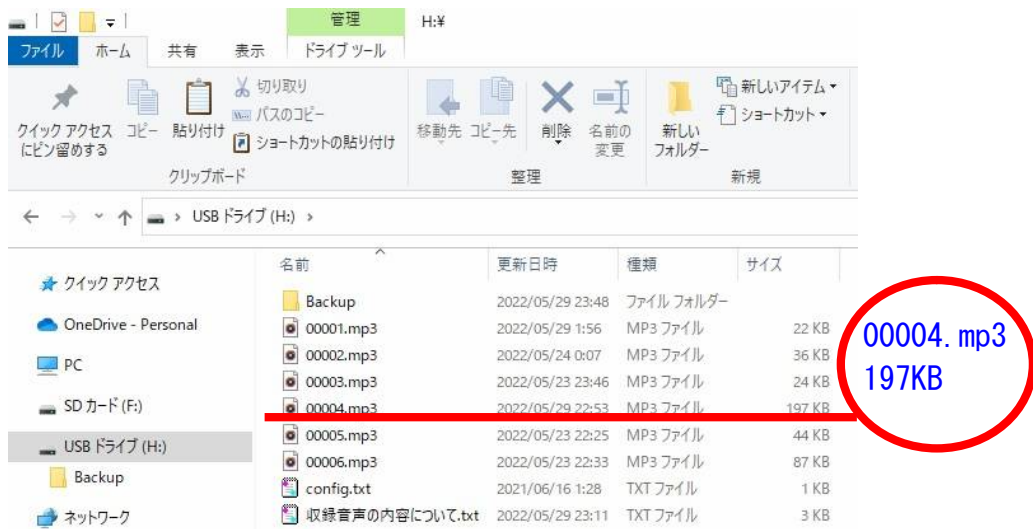 管理 H:¥
ファイル ホーム 共有 表示 ドライブ ツール
クイック アクセス
にピン留めする
コピー
貼り付け
切り取り
パスのコピー
ショートカットの貼り付け
クリップボード
移動先
コピー先
削除
名前の
変更
整理
新しい
フォルダー
新しいアイテム
ショートカット
新規
USB ドライブ (H:)
クイック アクセス
OneDrive - Personal
PC
SD カード (F:)
USB ドライブ (H:)
Backup
ネットワーク
名前 更新日時 種類 サイズ
Backup 2022/05/29 23:48 ファイル フォルダー
00001.mp3 2022/05/29 1:56 MP3 ファイル 22 KB
00002.mp3 2022/05/24 0:07 MP3 ファイル 36 KB
00003.mp3 2022/05/23 23:46 MP3 ファイル 24 KB
00004.mp3 2022/05/29 22:53 MP3 ファイル 197 KB
00005.mp3 2022/05/23 22:25 MP3 ファイル 44 KB
00006.mp3 2022/05/23 22:33 MP3 ファイル 87 KB
config.txt 2021/06/16 1:28 TXT ファイル 1 KB
収録音声の内容について.txt 2022/05/29 23:11 TXT ファイル 3 KB
00004.mp3
197KB